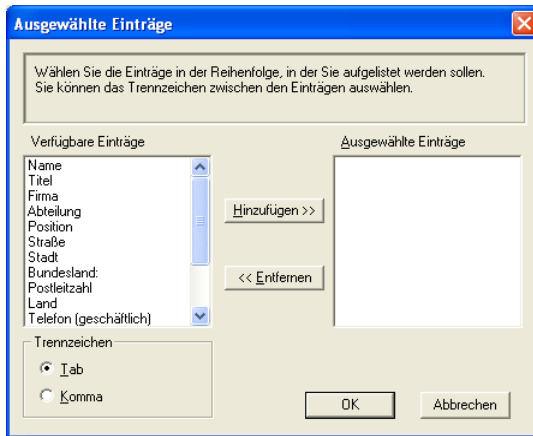 Ausgewählte Einträge
Wählen Sie die Einträge in der Reihenfolge, in der Sie aufgelistet werden sollen.
Sie können das Trennzeichen zwischen den Einträgen auswählen.
Verfügbare Einträge
Name
Titel
Firma
Abteilung
Position
Straße
Stadt
Bundesland:
Postleitzahl
Land
Telefon (geschäftlich)
Hinzufügen >>
<< Entfernen
Ausgewählte Einträge
Trennzeichen
Tab
Komma
OK
Abbrechen